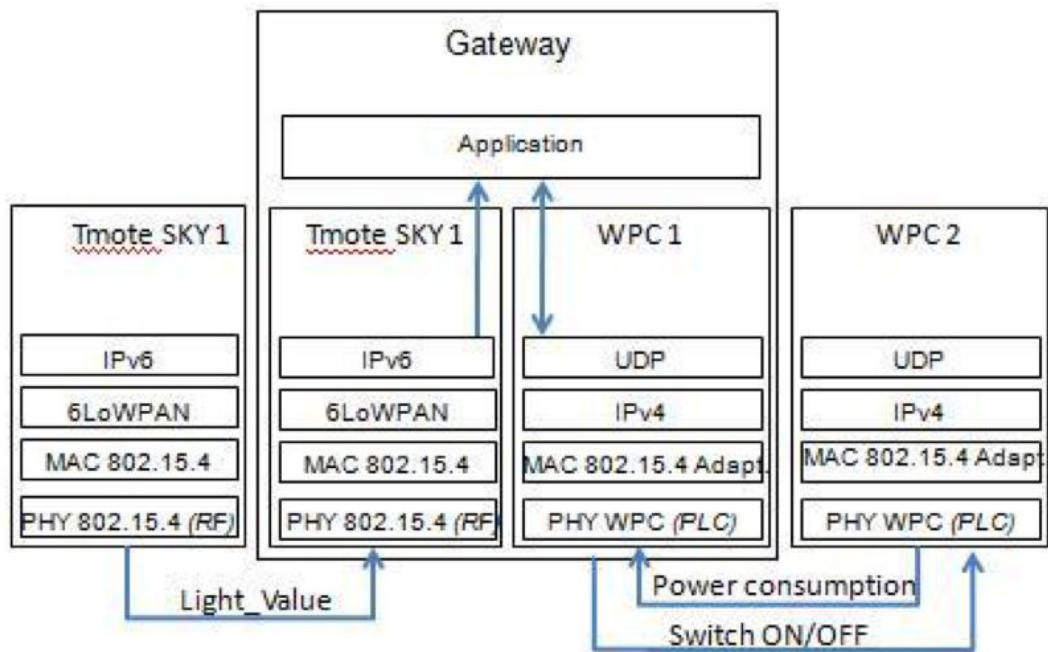 Gateway
Application
Tmote SKY 1
IPv6
6LoWPAN
MAC 802.15.4
PHY 802.15.4 (RF)
Tmote SKY 1
IPv6
6LoWPAN
MAC 802.15.4
PHY 802.15.4 (RF)
WPC 1
UDP
IPv4
MAC 802.15.4 Adapt.
PHY WPC (PLC)
WPC 2
UDP
IPv4
MAC 802.15.4 Adapt
PHY WPC (PLC)
Light_Value
Power consumption
Switch ON/OFF